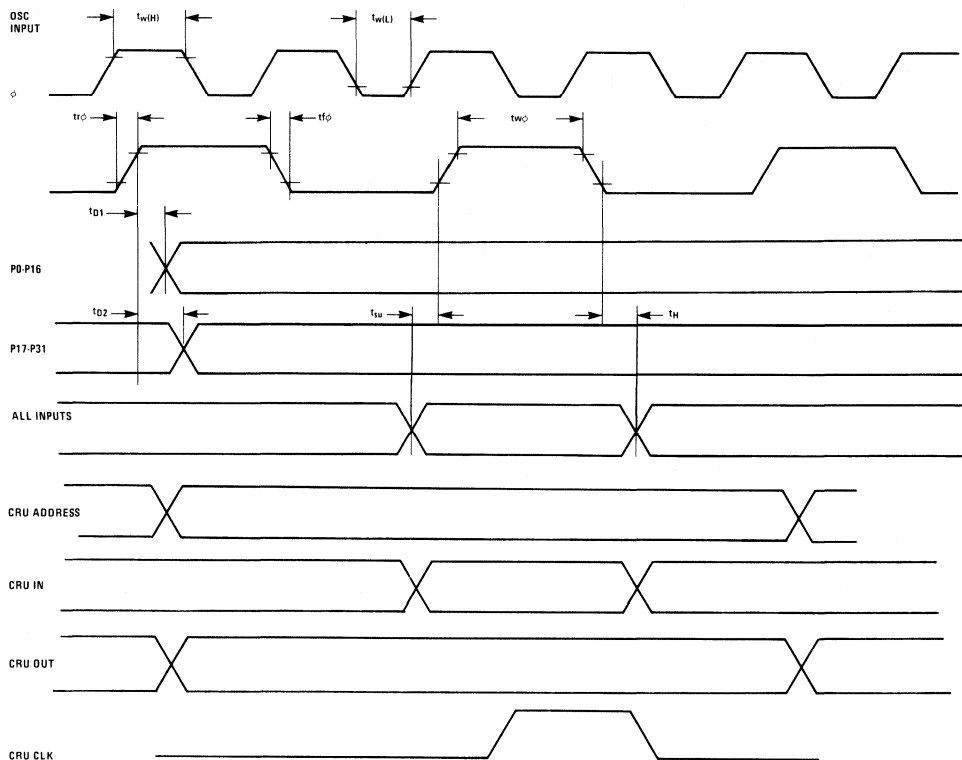 OSC
INPUT
tw(H)
tw(L)
φ
trφ
tfφ
twφ
tD1
P0-P16
tD2
tsu
tH
P17-P31
ALL INPUTS
CRU ADDRESS
CRU IN
CRU OUT
CRU CLK